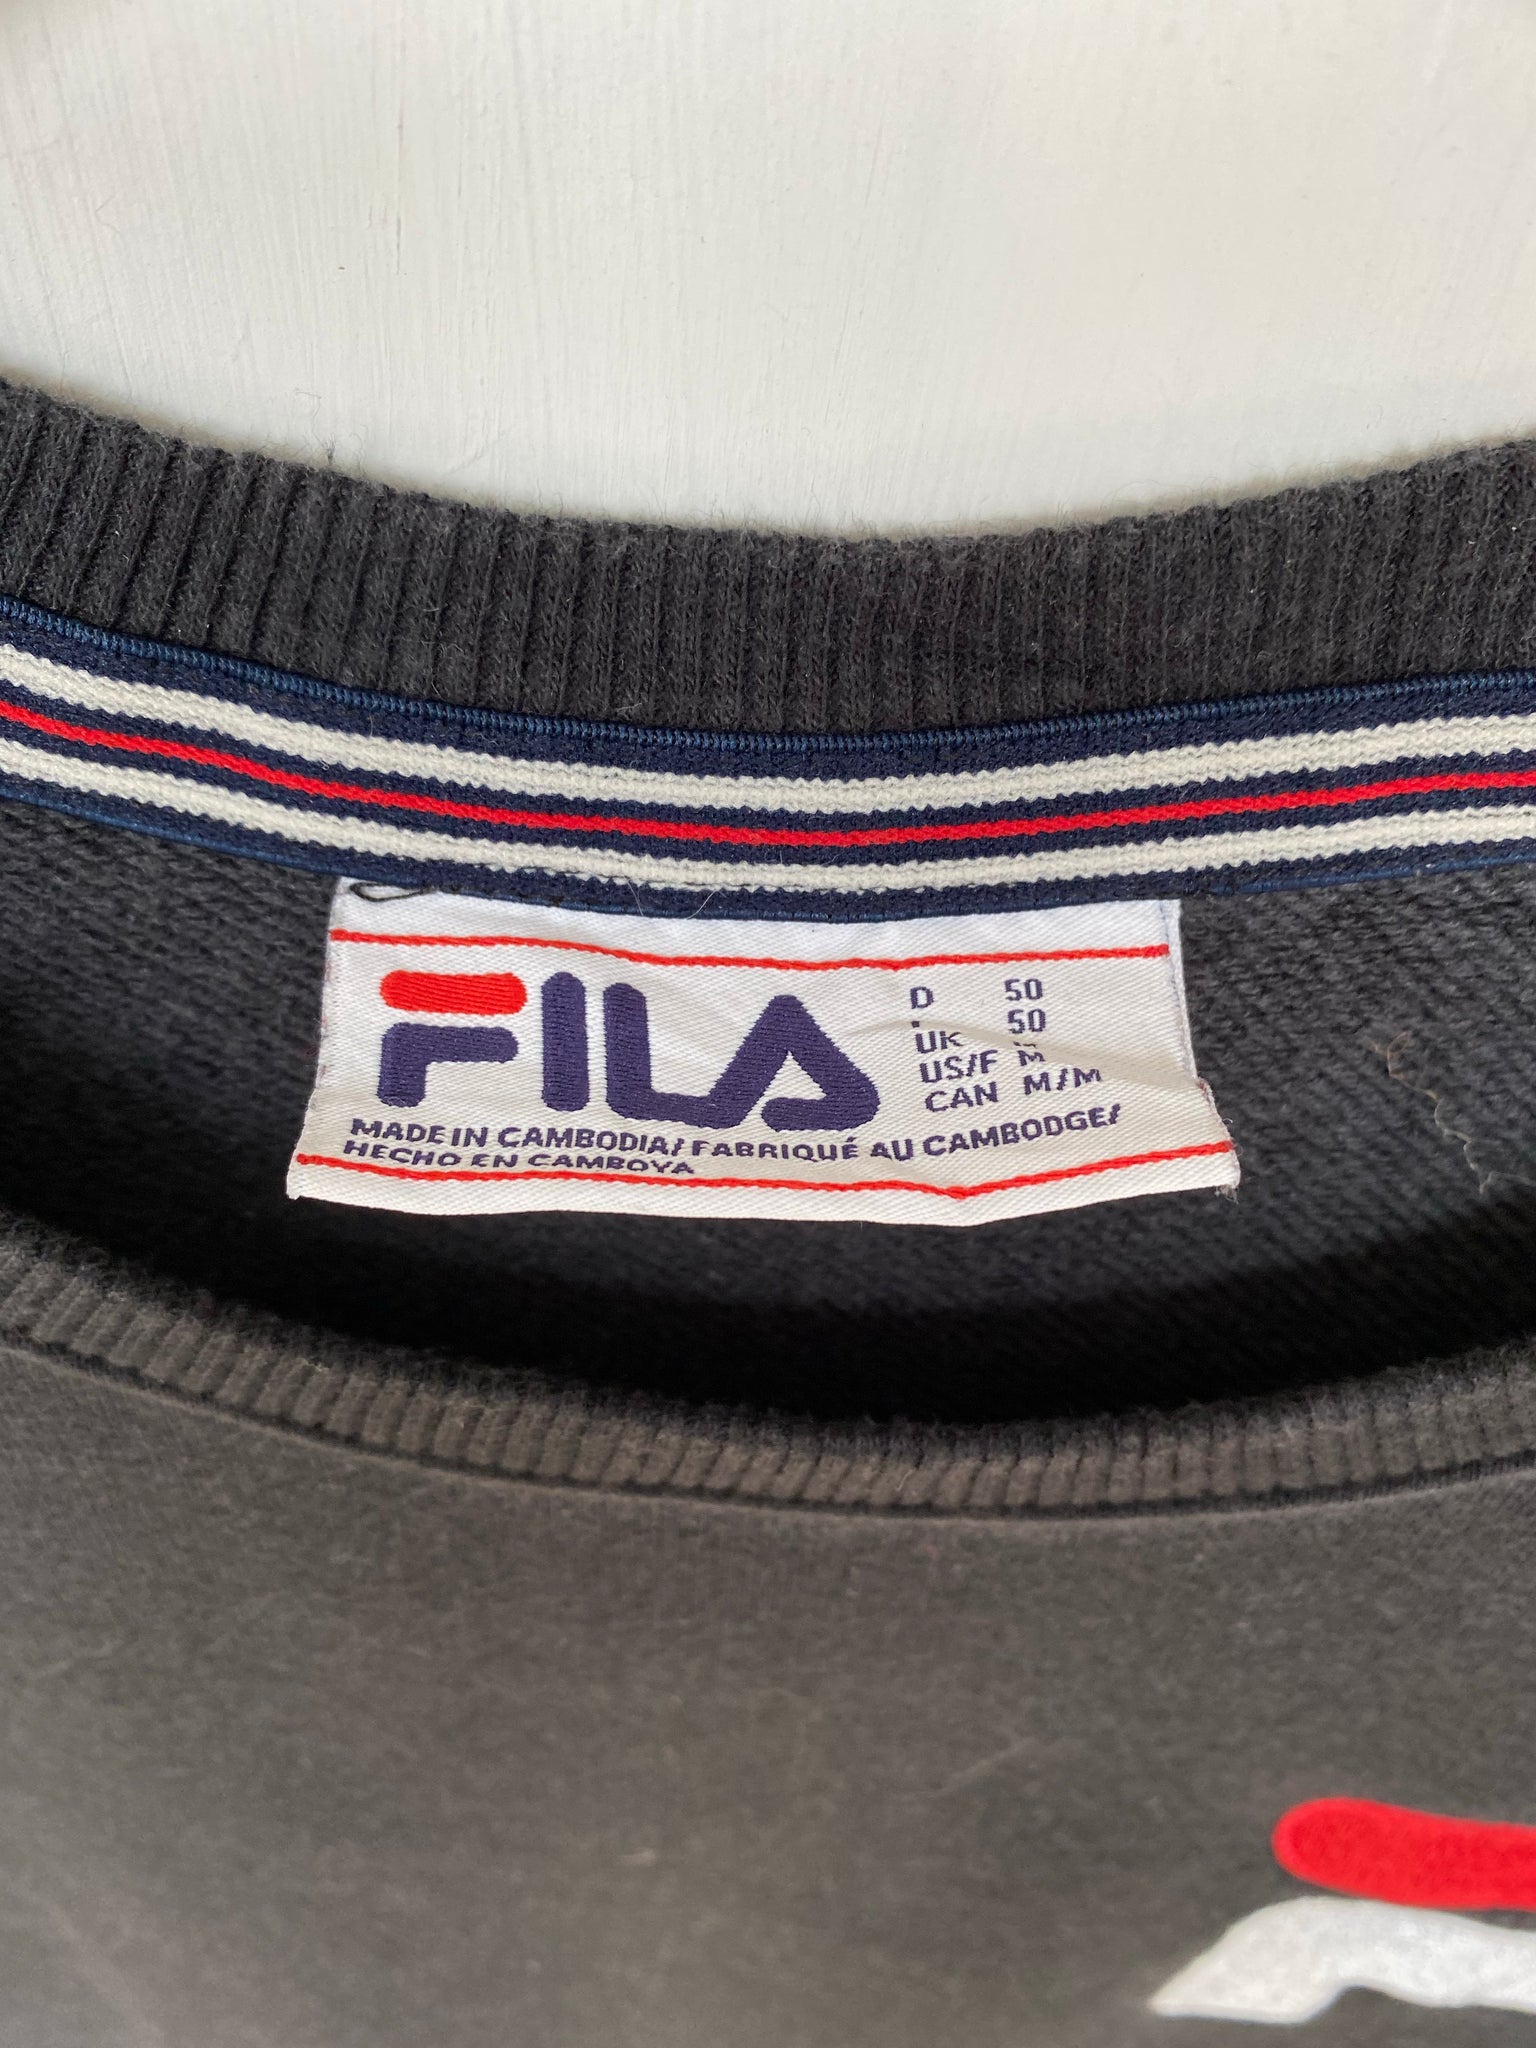 FILA
D 50
50
UK
US/F M
CAN M/M
MADE IN CAMBODIA/ FABRIQUÉ AU CAMBODGE/
HECHO EN CAMBOYA